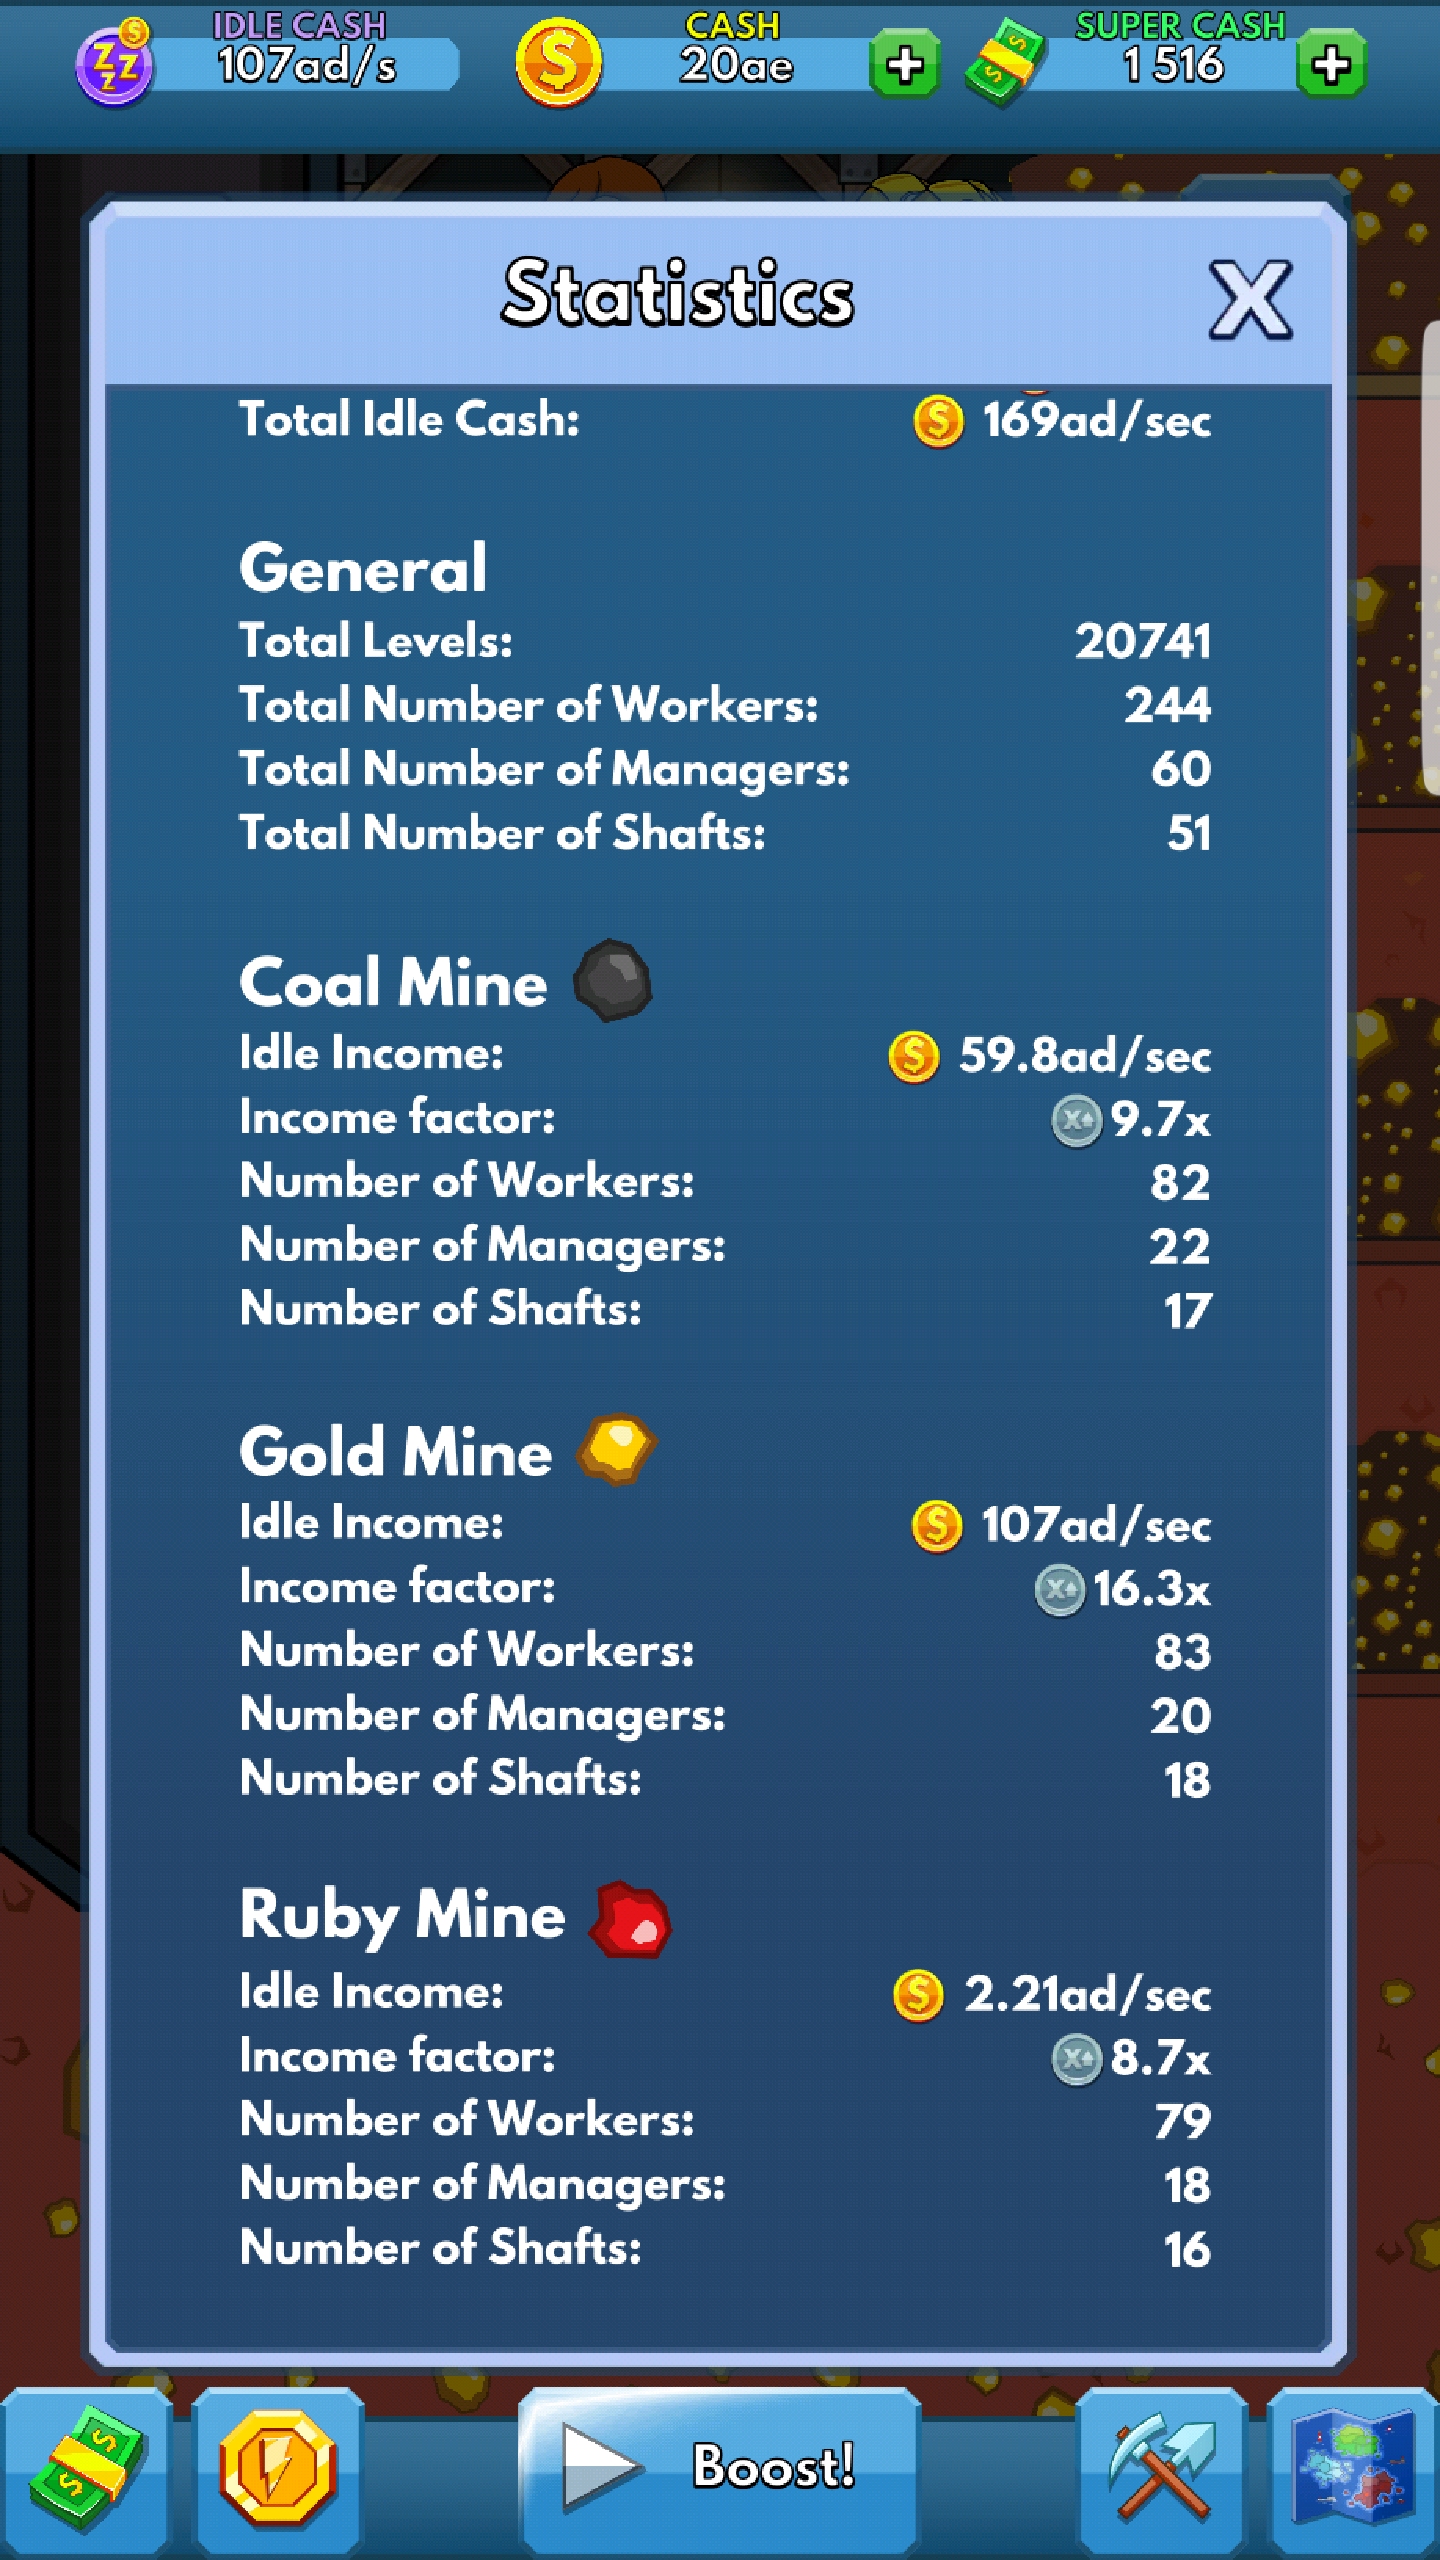 IDLE CASH CASH SUPER CASH
107ad/s 20ae 1 516
Statistics
Total Idle Cash: 169ad/sec
General
Total Levels: 20741
Total Number of Workers: 244
Total Number of Managers: 60
Total Number of Shafts: 51
Coal Mine
Idle Income: 59.8ad/sec
Income factor: 9.7x
Number of Workers: 82
Number of Managers: 22
Number of Shafts: 17
Gold Mine
Idle Income: 107ad/sec
Income factor: 16.3x
Number of Workers: 83
Number of Managers: 20
Number of Shafts: 18
Ruby Mine
Idle Income: 2.21ad/sec
Income factor: 8.7x
Number of Workers: 79
Number of Managers: 18
Number of Shafts: 16
Boost!